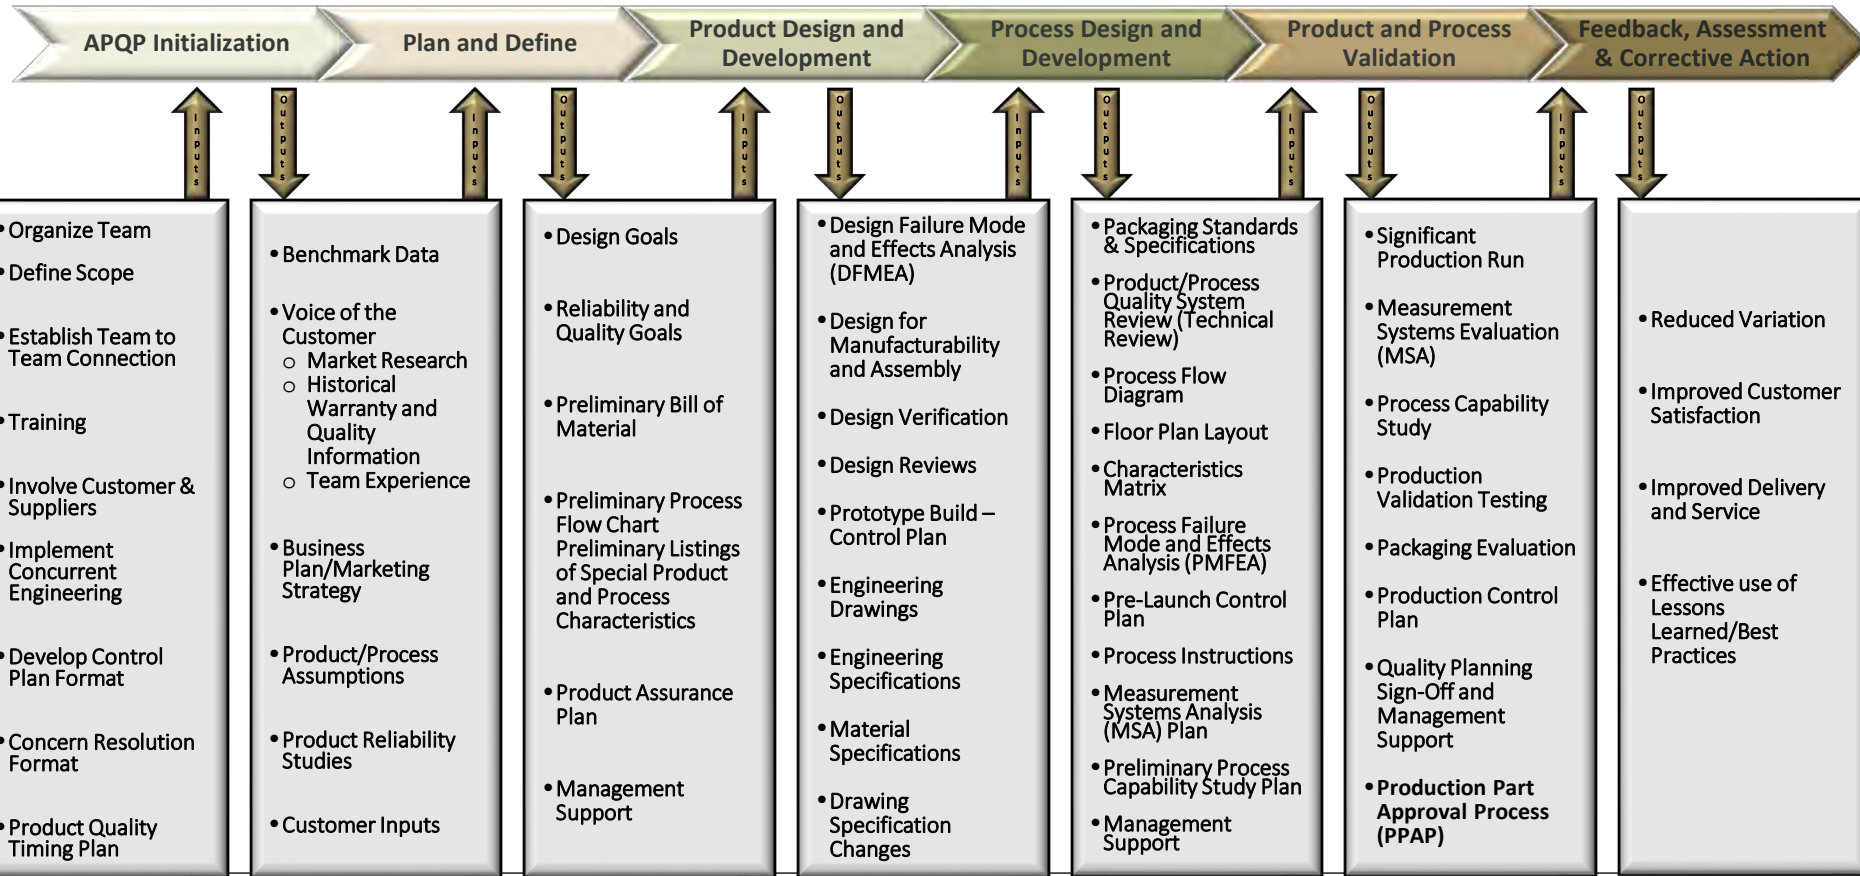 APQP Initialization
Plan and Define
Product Design and
Development
Process Design and
Development
Product and Process
Validation
Feedback, Assessment
& Corrective Action
Inputs
Outputs
Inputs
Outputs
Inputs
Outputs
Inputs
Outputs
Inputs
Outputs
Inputs
Outputs
•Organize Team
•Define Scope
•Establish Team to
Team Connection
•Training
•Involve Customer &
Suppliers
•Implement
Concurrent
Engineering
•Develop Control
Plan Format
•Concern Resolution
Format
•Product Quality
Timing Plan
•Benchmark Data
•Voice of the
Customer
o Market Research
o Historical
Warranty and
Quality
Information
o Team Experience
•Business
Plan/Marketing
Strategy
•Product/Process
Assumptions
•Product Reliability
Studies
•Customer Inputs
•Design Goals
•Reliability and
Quality Goals
•Preliminary Bill of
Material
•Preliminary Process
Flow Chart
Preliminary Listings
of Special Product
and Process
Characteristics
•Product Assurance
Plan
•Management
Support
•Design Failure Mode
and Effects Analysis
(DFMEA)
•Design for
Manufacturability
and Assembly
•Design Verification
•Design Reviews
•Prototype Build –
Control Plan
•Engineering
Drawings
•Engineering
Specifications
•Material
Specifications
•Drawing
Specification
Changes
•Packaging Standards
& Specifications
•Product/Process
Quality System
Review (Technical
Review)
•Process Flow
Diagram
•Floor Plan Layout
•Characteristics
Matrix
•Process Failure
Mode and Effects
Analysis (PMFEA)
•Pre-Launch Control
Plan
•Process Instructions
•Measurement
Systems Analysis
(MSA) Plan
•Preliminary Process
Capability Study Plan
•Management
Support
•Significant
Production Run
•Measurement
Systems Evaluation
(MSA)
•Process Capability
Study
•Production
Validation Testing
•Packaging Evaluation
•Production Control
Plan
•Quality Planning
Sign-Off and
Management
Support
•Production Part
Approval Process
(PPAP)
•Reduced Variation
•Improved Customer
Satisfaction
•Improved Delivery
and Service
•Effective use of
Lessons
Learned/Best
Practices